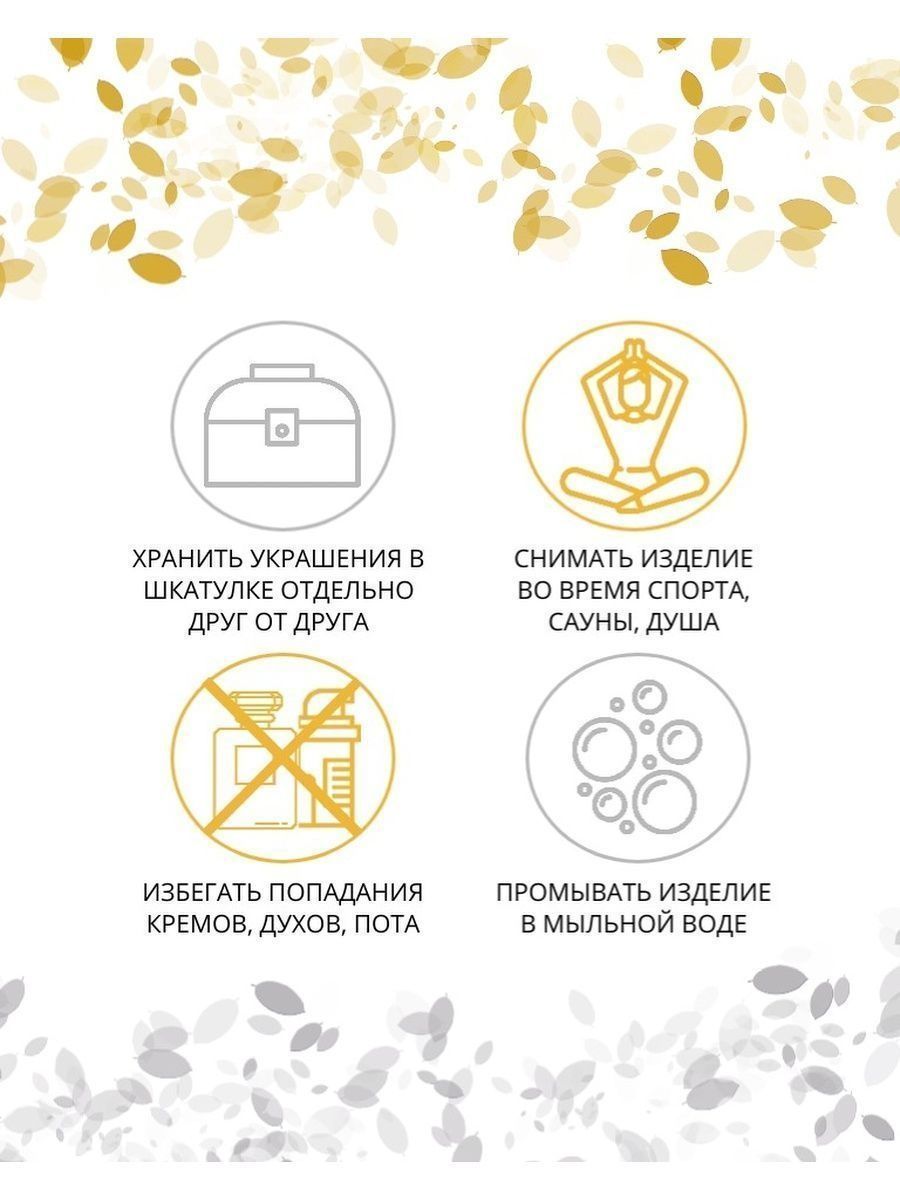 ХРАНИТЬ УКРАШЕНИЯ В
ШКАТУЛКЕ ОТДЕЛЬНО
ДРУГ ОТ ДРУГА
СНИМАТЬ ИЗДЕЛИЕ
ВО ВРЕМЯ СПОРТА,
САУНЫ, ДУША
ИЗБЕГАТЬ ПОПАДАНИЯ
КРЕМОВ, ДУХОВ, ПОТА
ПРОМЫВАТЬ ИЗДЕЛИЕ
В МЫЛЬНОЙ ВОДЕ